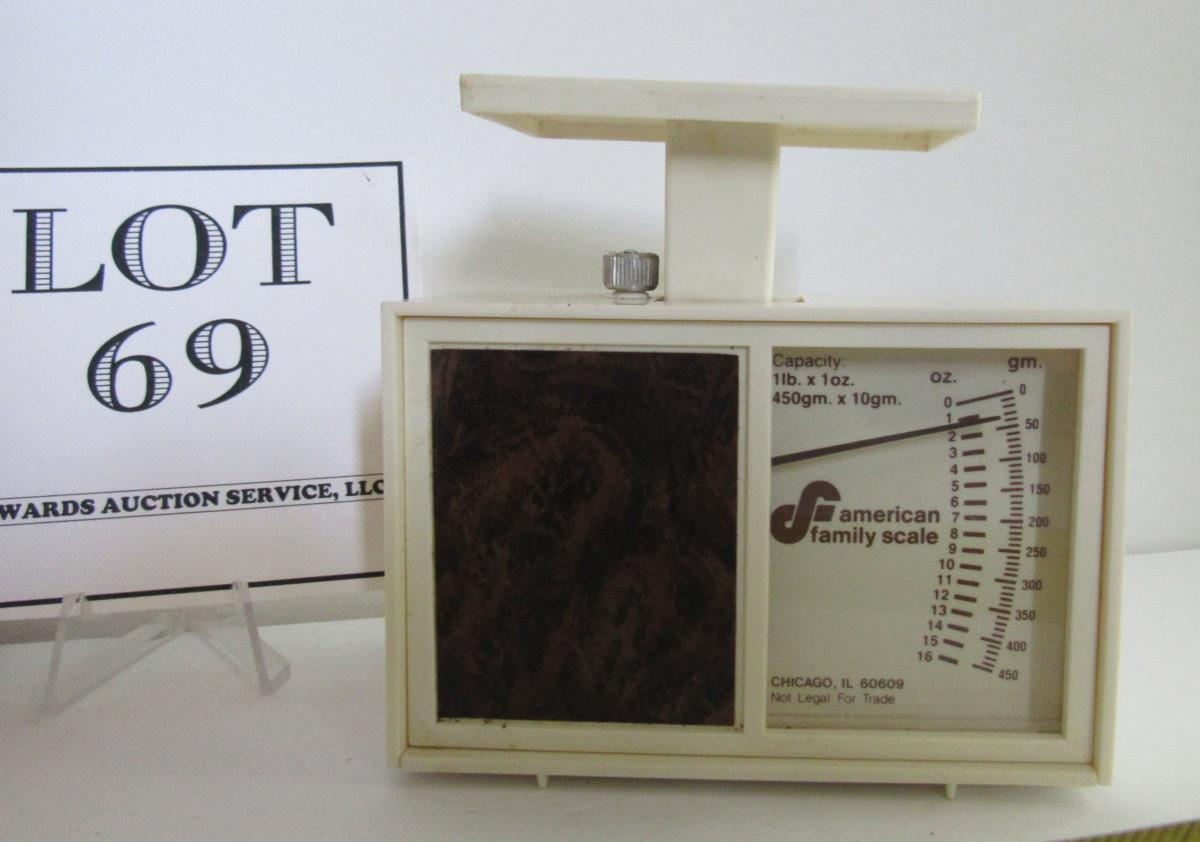 LOT
69
WARDS AUCTION SERVICE, LLC
Capacity:
1lb. x 1oz.
450gm. x 10gm.
oz.
gm.
0
1
2
3
4
5
6
7
8
9
10
11
12
13
14
15
16
0
50
100
150
200
250
300
350
400
450
american
family scale
CHICAGO, IL 60609
Not Legal For Trade